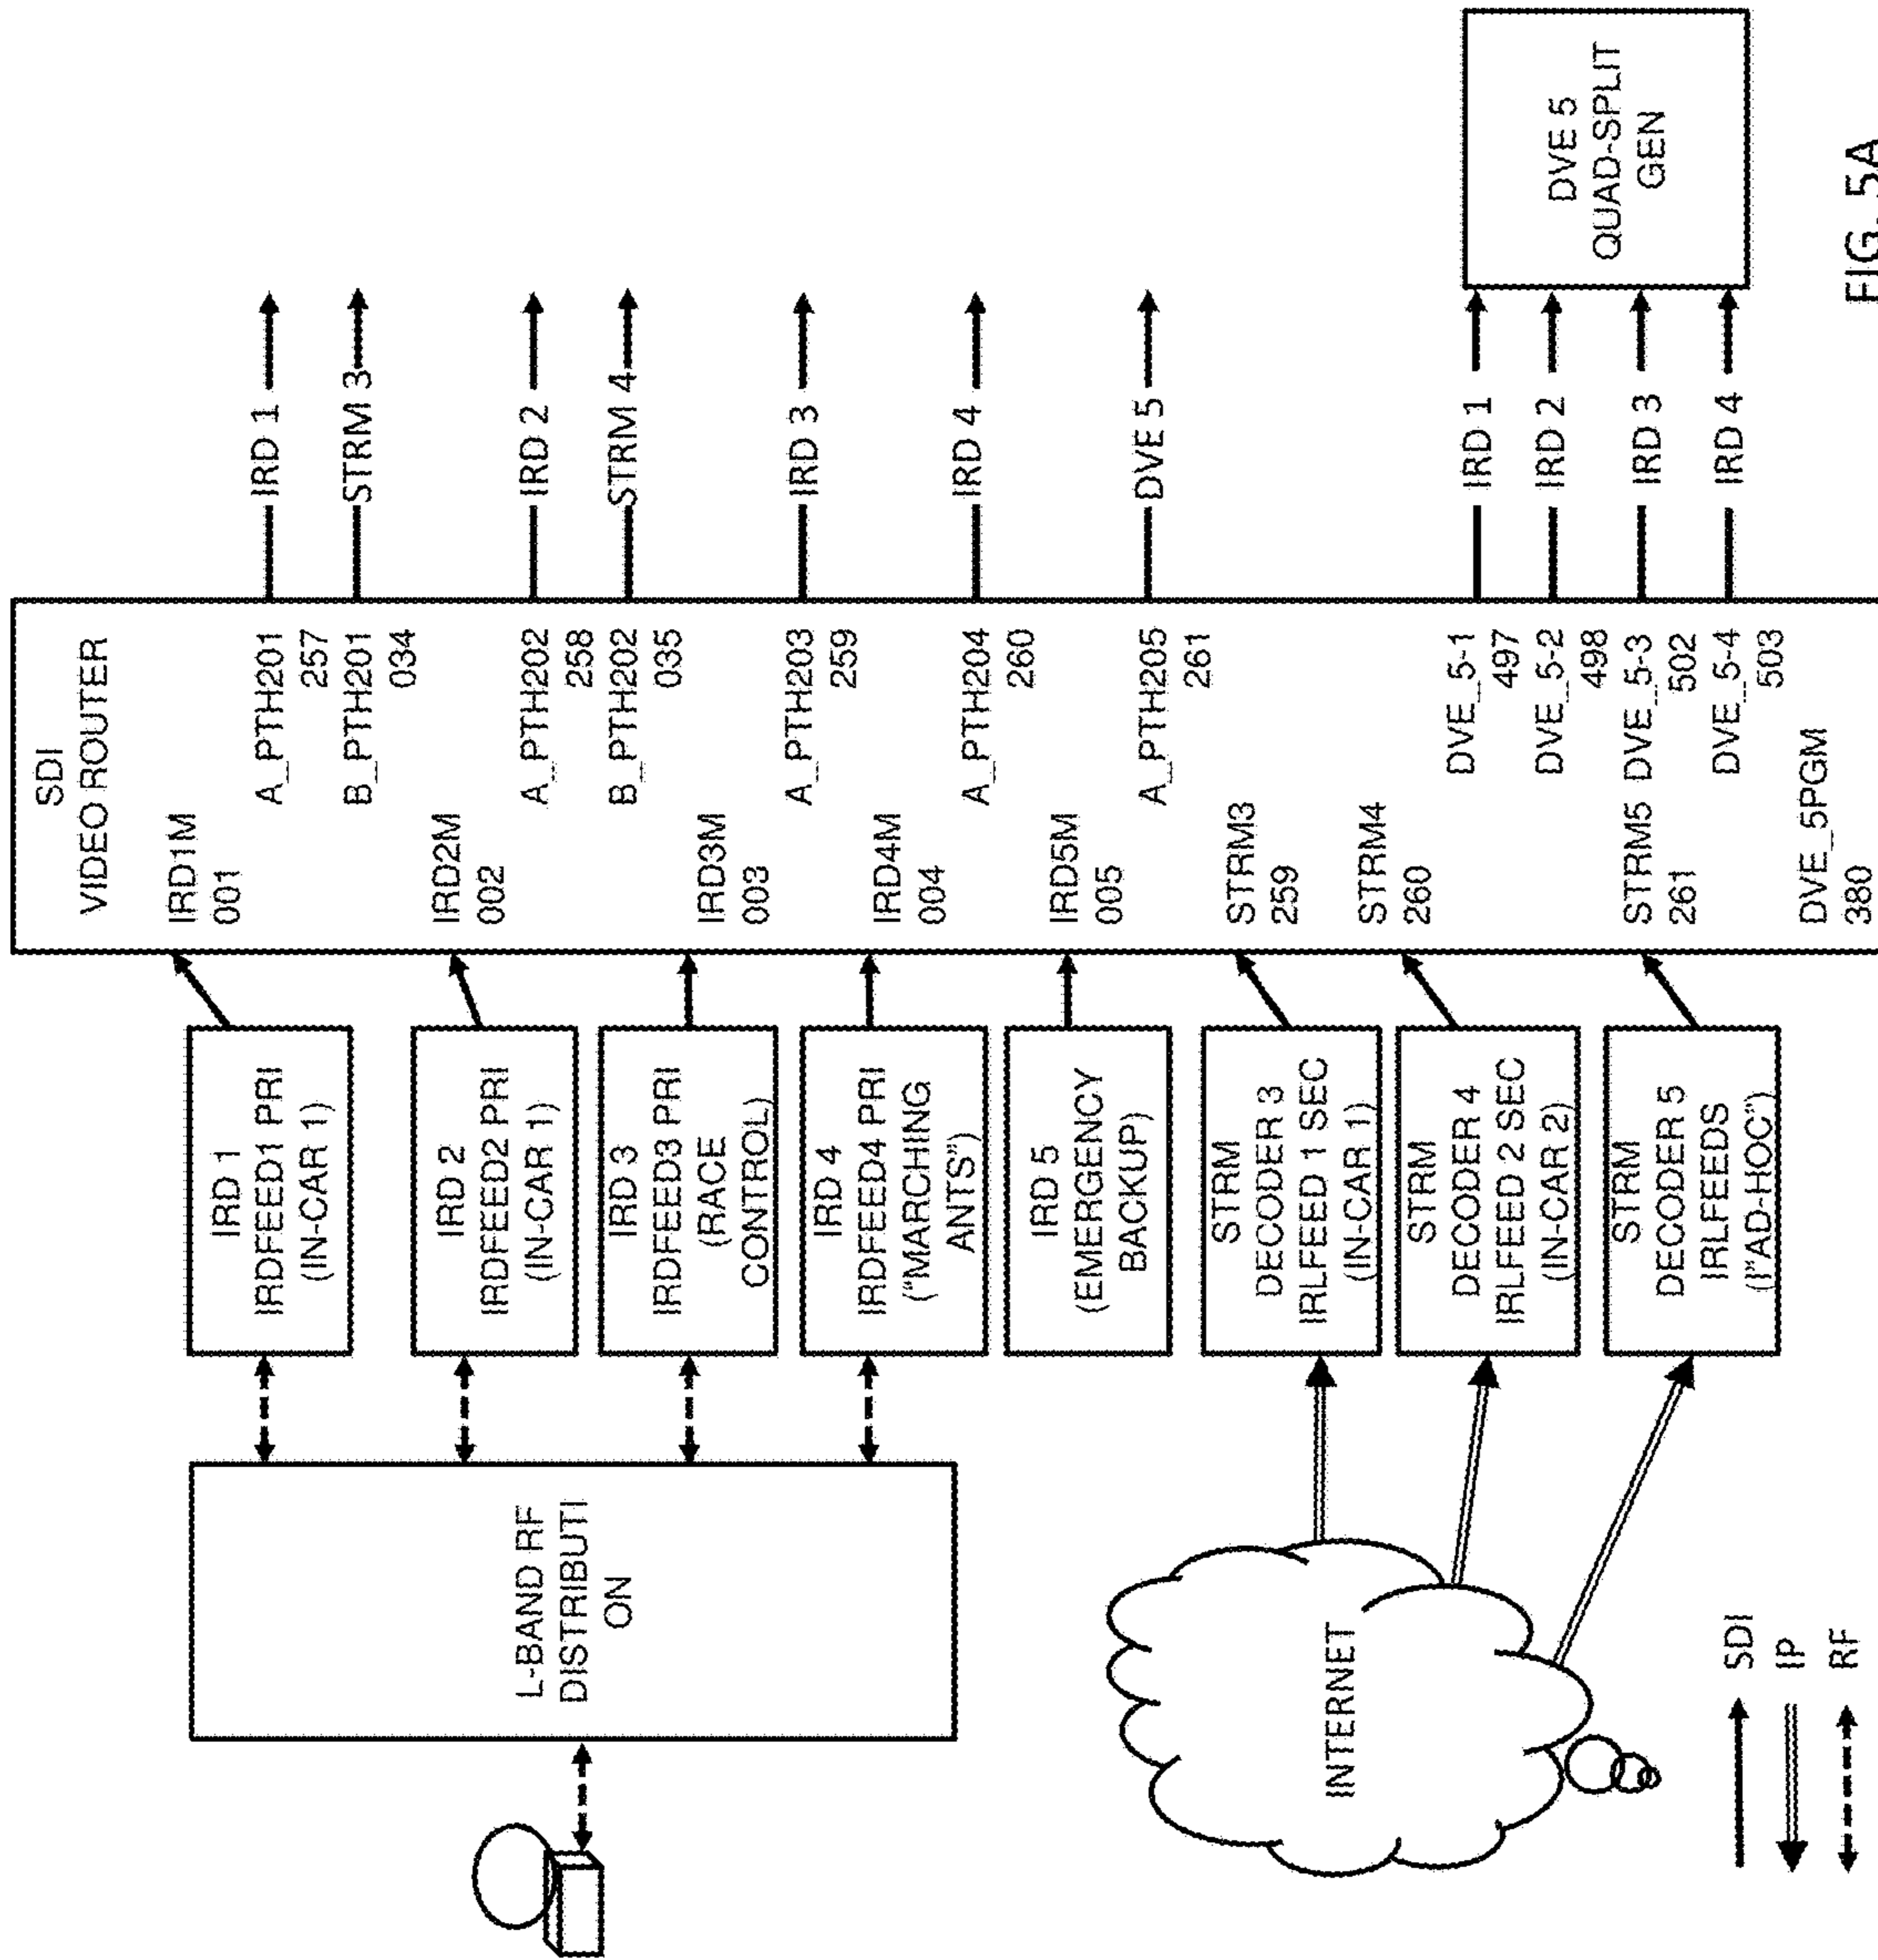 L-BAND RF
DISTRIBUTI
ON
INTERNET
SDI
IP
RF
IRD 1
IRDFEED1 PRI
(IN-CAR 1)
IRD 2
IRDFEED2 PRI
(IN-CAR 1)
IRD 3
IRDFEED3 PRI
(RACE
CONTROL)
IRD 4
IRDFEED4 PRI
("MARCHING
ANTS")
IRD 5
(EMERGENCY
BACKUP)
STRM
DECODER 3
IRLFEED 1 SEC
(IN-CAR 1)
STRM
DECODER 4
IRLFEED 2 SEC
(IN-CAR 2)
STRM
DECODER 5
IRLFEEDS
(I"AD-HOC")
SDI
VIDEO ROUTER
IRD1M
001
IRD2M
002
IRD3M
003
IRD4M
004
IRD5M
005
STRM3
259
STRM4
260
STRM5
261
DVE_5PGM
380
A_PTH201
257
B_PTH201
034
A_PTH202
258
B_PTH202
035
A_PTH203
259
A_PTH204
260
A_PTH205
261
DVE_5-1
497
DVE_5-2
498
DVE_5-3
502
DVE_5-4
503
IRD 1
STRM 3
IRD 2
STRM 4
IRD 3
IRD 4
DVE 5
IRD 1
IRD 2
IRD 3
IRD 4
DVE 5
QUAD-SPLIT
GEN
FIG. 5A